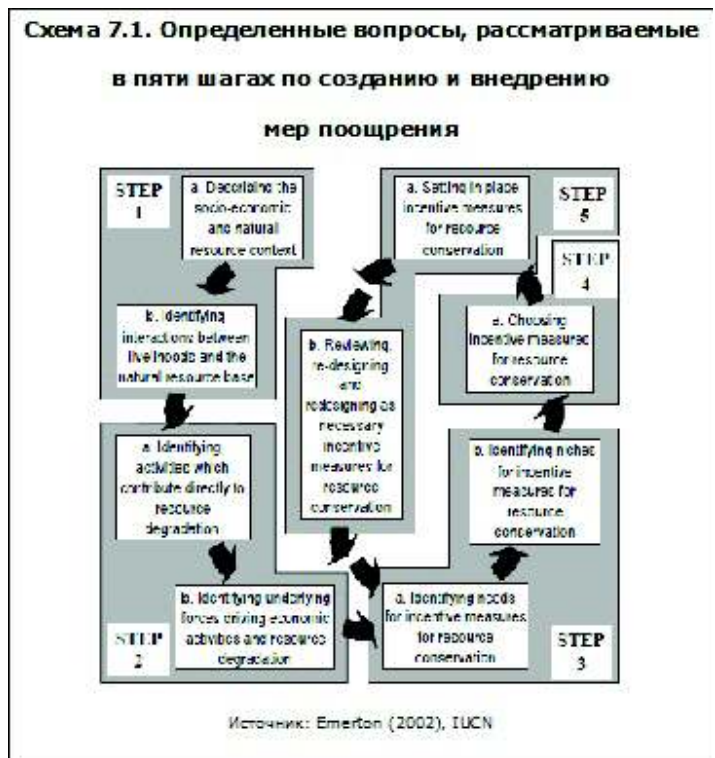 Схема 7.1. Определенные вопросы, рассматриваемые
в пяти шагах по созданию и внедрению
мер поощрения
STEP
1
a. Describing the
socio-economic
and natural
resource context
b. Identifying
interactions between
livelihoods and the
natural resource base
a. Identifying
activities which
contribute directly to
resource
degradation
b. Identifying underlying
forces driving economic
activities and resource
degradation
STEP
2
a. Identifying needs
for incentive measures
for resource
conservation
STEP
3
b. Identifying niches
for incentive
measures for
resource
conservation
STEP
4
a. Choosing
incentive measures
for resource
conservation
STEP
5
a. Setting in place
incentive measures
for resource
conservation
b. Reviewing,
re-designing
and
redesigning as
necessary
incentive
measures for
resource
conservation
Источник: Emerton (2002), IUCN